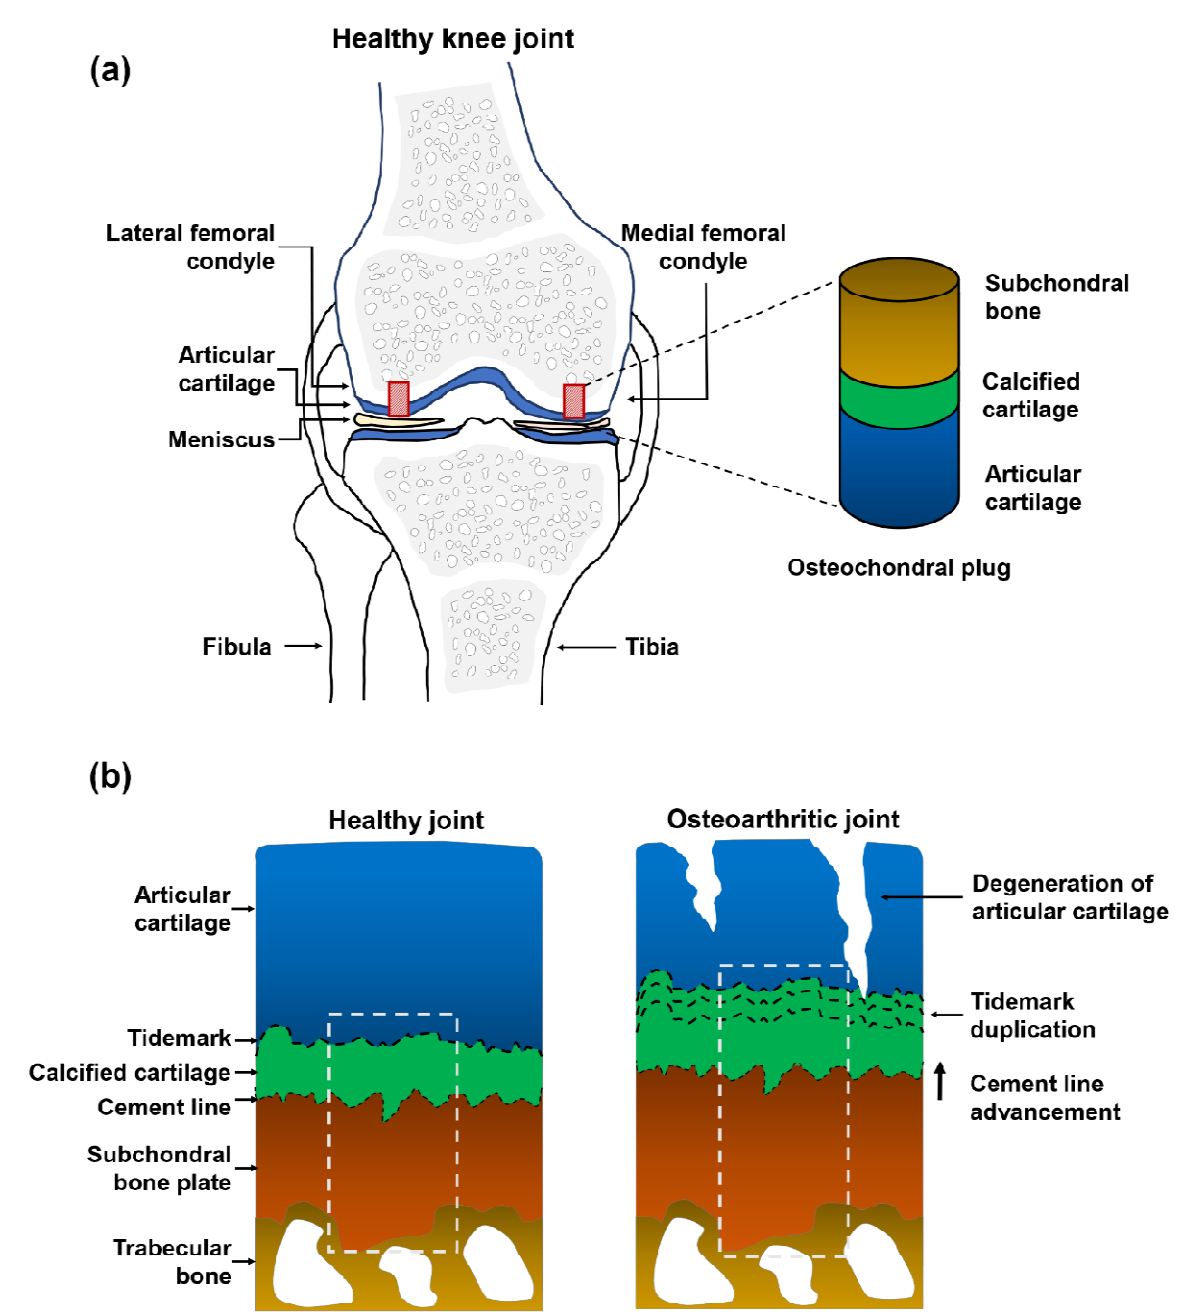 Healthy knee joint
(a)
Lateral femoral
condyle
Medial femoral
condyle
Subchondral
bone
Articular
cartilage
Calcified
cartilage
Meniscus
Articular
cartilage
Osteochondral plug
Fibula
Tibia
(b)
Healthy joint
Osteoarthritic joint
Articular
cartilage
Degeneration of
articular cartilage
Tidemark
Tidemark
duplication
Calcified cartilage
Cement line
Cement line
advancement
Subchondral
bone plate
Trabecular
bone